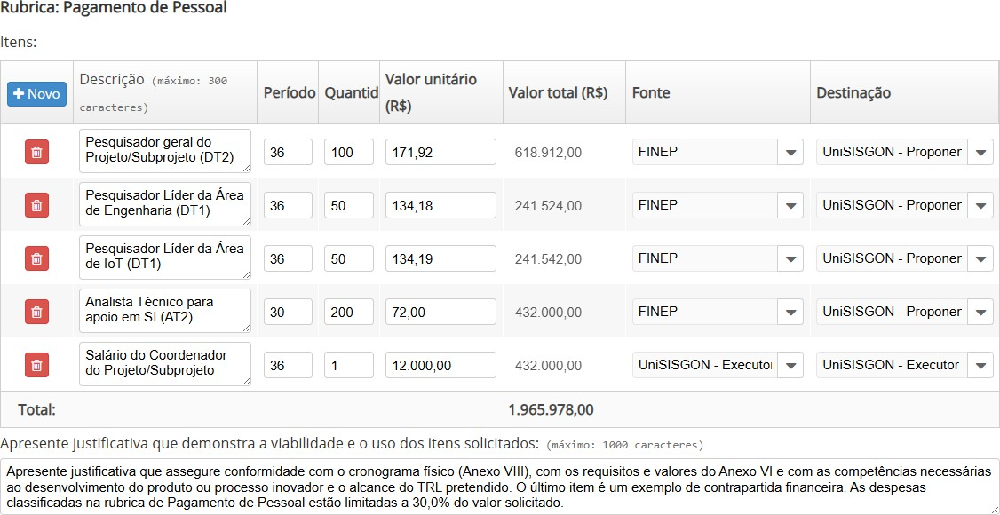 Rubrica: Pagamento de Pessoal
Itens:
Novo
Descrição (máximo: 300
caracteres)
Período
Quantid
Valor unitário
(R$)
Valor total (R$)
Fonte
Destinação
Pesquisador geral do
Projeto/Subprojeto (DT2)
36
100
171,92
618.912,00
FINEP
UniSISGON - Proponer
Pesquisador Líder da Área
de Engenharia (DT1)
36
50
134,18
241.524,00
FINEP
UniSISGON - Proponer
Pesquisador Líder da Área
de IoT (DT1)
36
50
134,19
241.542,00
FINEP
UniSISGON - Proponer
Analista Técnico para
apoio em SI (AT2)
30
200
72,00
432.000,00
FINEP
UniSISGON - Proponer
Salário do Coordenador
do Projeto/Subprojeto
36
1
12.000,00
432.000,00
UniSISGON - Executor
UniSISGON - Executor
Total:
1.965.978,00
Apresente justificativa que demonstra a viabilidade e o uso dos itens solicitados: (máximo: 1000 caracteres)
Apresente justificativa que assegure conformidade com o cronograma físico (Anexo VIII), com os requisitos e valores do Anexo VI e com as competências necessárias
ao desenvolvimento do produto ou processo inovador e o alcance do TRL pretendido. O último item é um exemplo de contrapartida financeira. As despesas
classificadas na rubrica de Pagamento de Pessoal estão limitadas a 30,0% do valor solicitado.